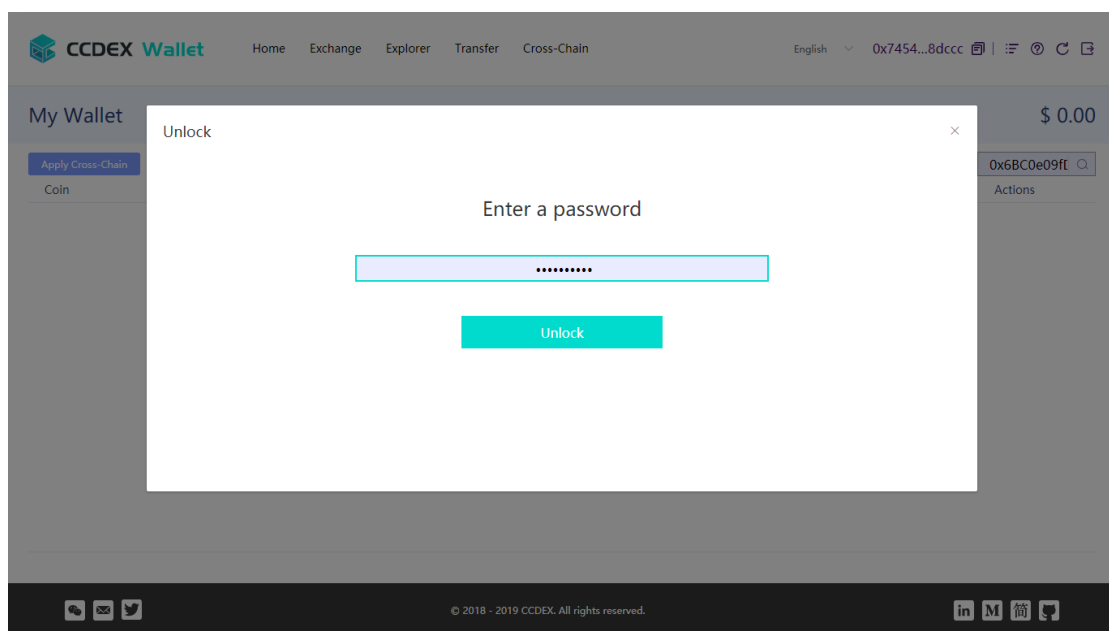 CCDEX Wallet Home Exchange Explorer Transfer Cross-Chain English 0x7454...8dccc
My Wallet $ 0.00
Unlock
Apply Cross-Chain 0x6BC0e09f
Coin Actions
Enter a password
••••••••••
Unlock
© 2018 - 2019 CCDEX. All rights reserved.
in M 简